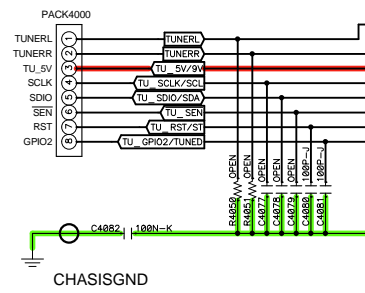 PACK4000
TUNERL 1 TUNERL
TUNERR 2 TUNERR
TU_5V 3 TU_5V/9V
SCLK 4 TU_SCLK/SCL
SDIO 5 TU_SDIO/SDA
SEN 6 TU_SEN
RST 7 TU_RST/ST
GPIO2 8 TU_GPIO2/TUNED
R4050 OPEN
R4051 OPEN
C4077 OPEN
C4078 OPEN
C4079 OPEN
C4080 100P-J
C4081 100P-J
C4082 100N-K
CHASISGND